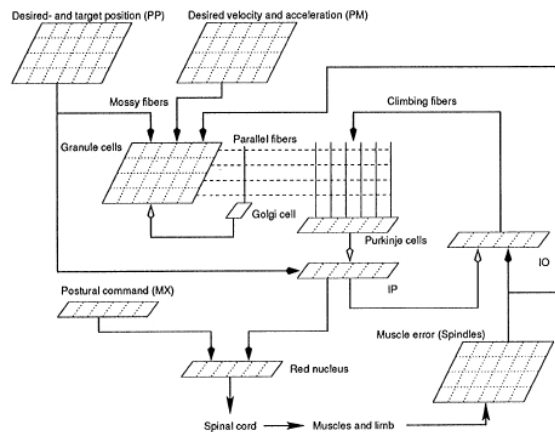 Desired- and target position (PP)
Desired velocity and acceleration (PM)
Mossy fibers
Climbing fibers
Granule cells
Parallel fibers
Golgi cell
Purkinje cells
IO
IP
Postural command (MX)
Muscle error (Spindles)
Red nucleus
Spinal cord
Muscles and limb